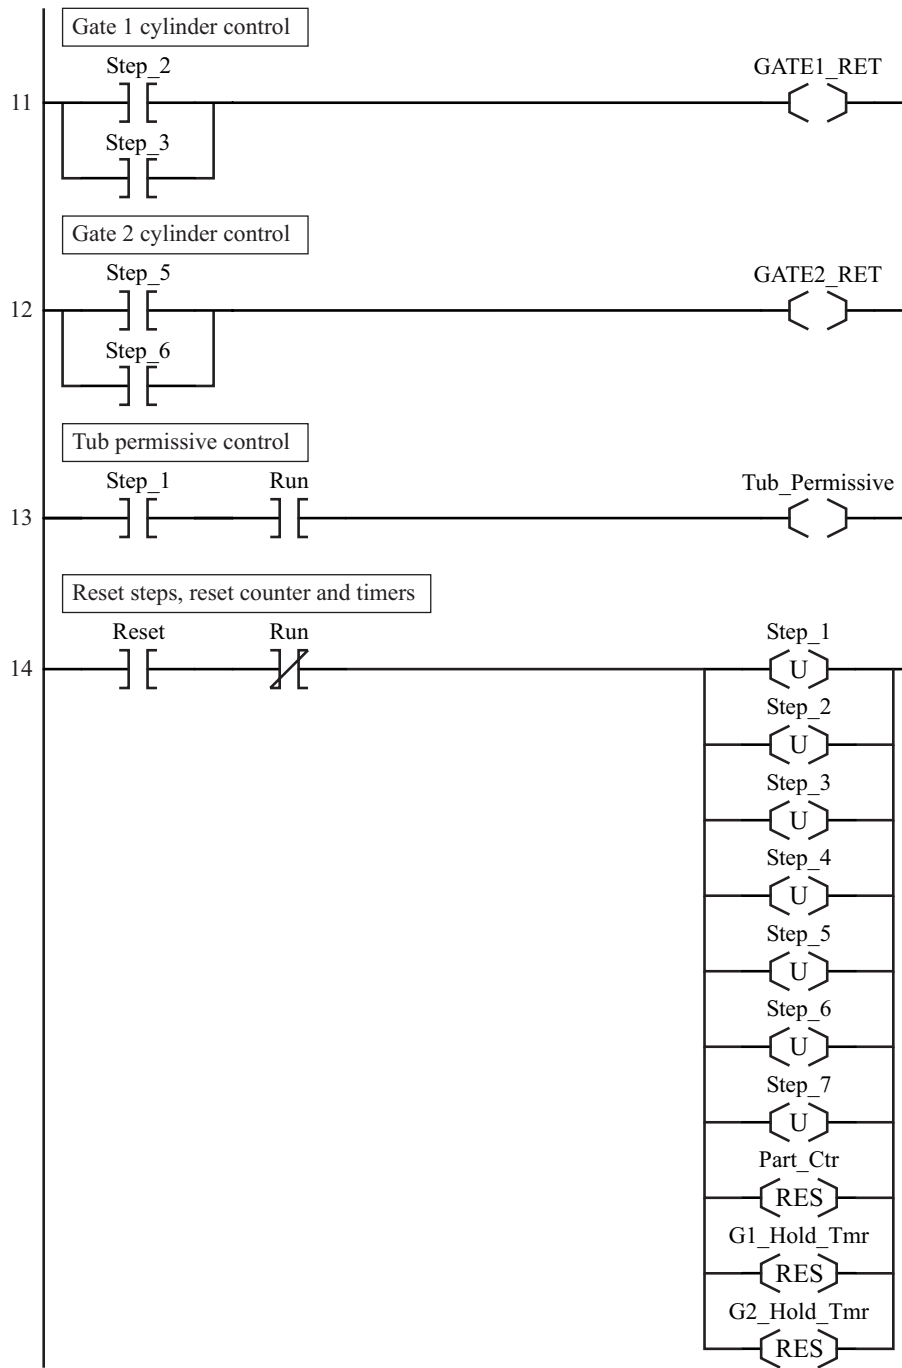 Gate 1 cylinder control
Step_2
GATE1_RET
11
Step_3
Gate 2 cylinder control
Step_5
GATE2_RET
12
Step_6
Tub permissive control
Step_1 Run Tub_Permissive
13
Reset steps, reset counter and timers
Reset Run Step_1
14 U
Step_2
U
Step_3
U
Step_4
U
Step_5
U
Step_6
U
Step_7
U
Part_Ctr
RES
G1_Hold_Tmr
RES
G2_Hold_Tmr
RES